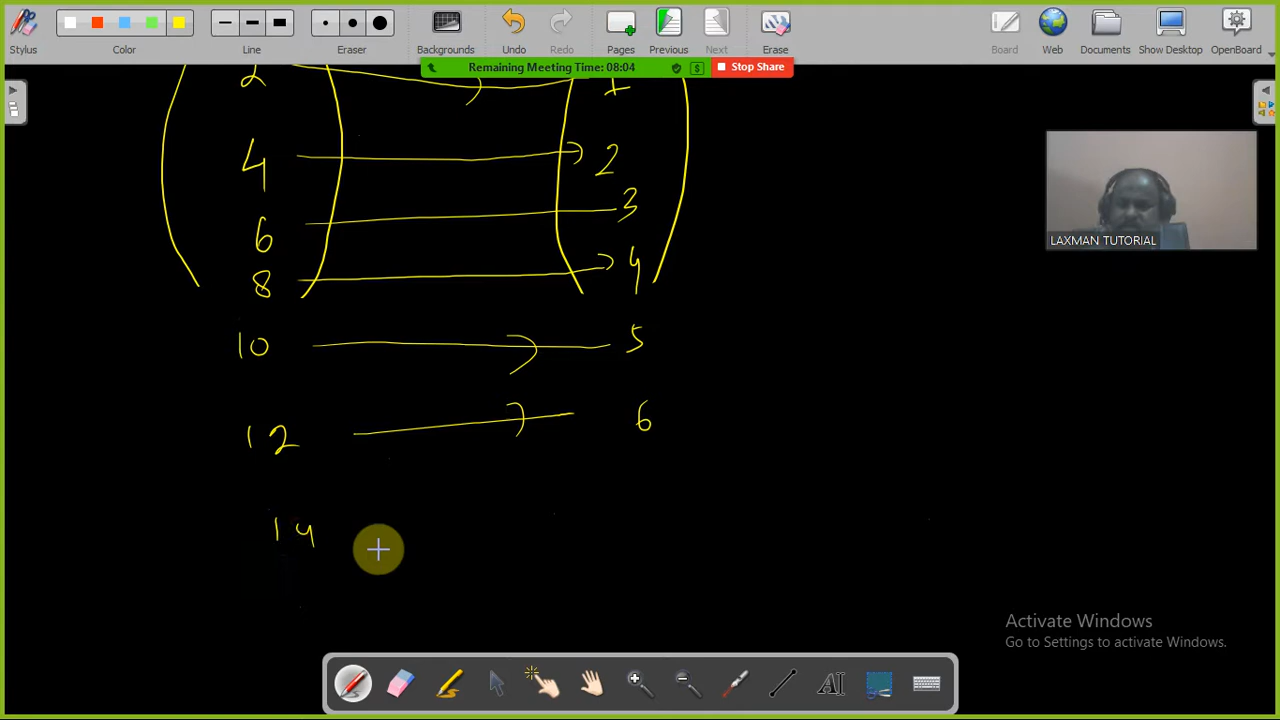 Stylus Color Line Eraser Backgrounds Undo Redo Pages Previous Next Erase Board Web Documents Show Desktop OpenBoard
Remaining Meeting Time: 08:04 Stop Share
2 1
4 2
6 3
8 4
10 5
12 6
14
LAXMAN TUTORIAL
Activate Windows
Go to Settings to activate Windows.